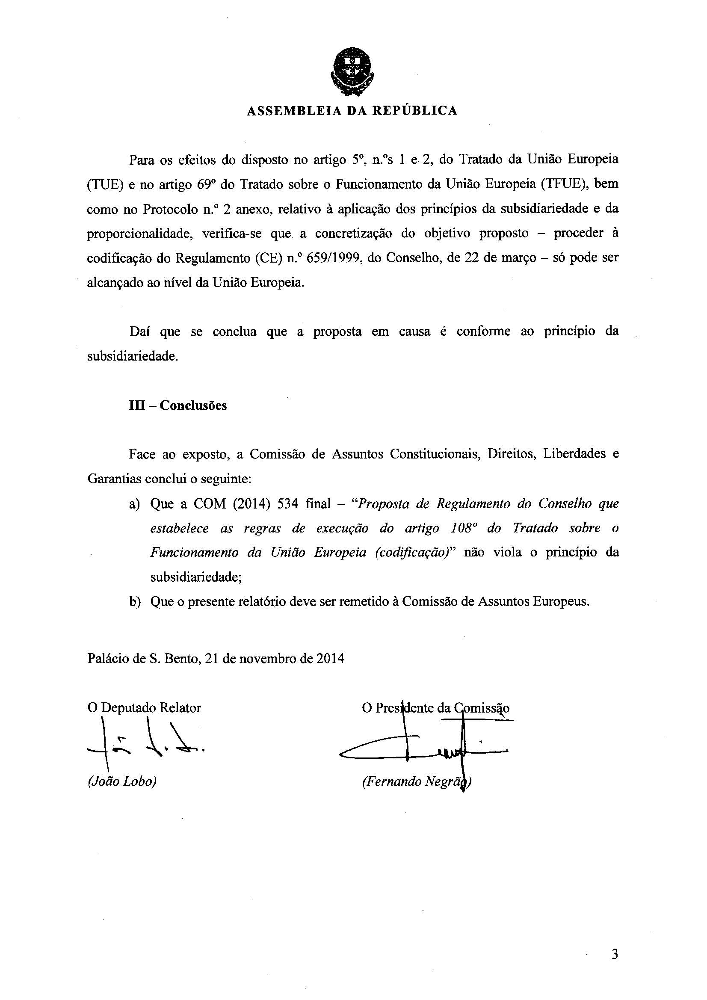 ASSEMBLEIA DA REPÚBLICA
Para os efeitos do disposto no artigo 5º, n.ºs 1 e 2, do Tratado da União Europeia
(TUE) e no artigo 69º do Tratado sobre o Funcionamento da União Europeia (TFUE), bem
como no Protocolo n.º 2 anexo, relativo à aplicação dos princípios da subsidiariedade e da
proporcionalidade, verifica-se que a concretização do objetivo proposto – proceder à
codificação do Regulamento (CE) n.º 659/1999, do Conselho, de 22 de março – só pode ser
alcançado ao nível da União Europeia.
Daí que se conclua que a proposta em causa é conforme ao princípio da
subsidiariedade.
III – Conclusões
Face ao exposto, a Comissão de Assuntos Constitucionais, Direitos, Liberdades e
Garantias conclui o seguinte:
a) Que a COM (2014) 534 final – “Proposta de Regulamento do Conselho que
estabelece as regras de execução do artigo 108º do Tratado sobre o
Funcionamento da União Europeia (codificação)” não viola o princípio da
subsidiariedade;
b) Que o presente relatório deve ser remetido à Comissão de Assuntos Europeus.
Palácio de S. Bento, 21 de novembro de 2014
O Deputado Relator
O Presidente da Comissão
(João Lobo)
(Fernando Negrão)
3